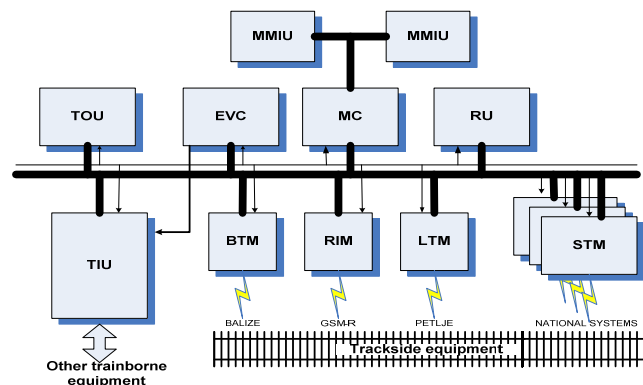 MMIU MMIU
TOU EVC MC RU
TIU BTM RIM LTM STM
BALIZE GSM-R PETLJE NATIONAL SYSTEMS
Trackside equipment
Other trainborne
equipment